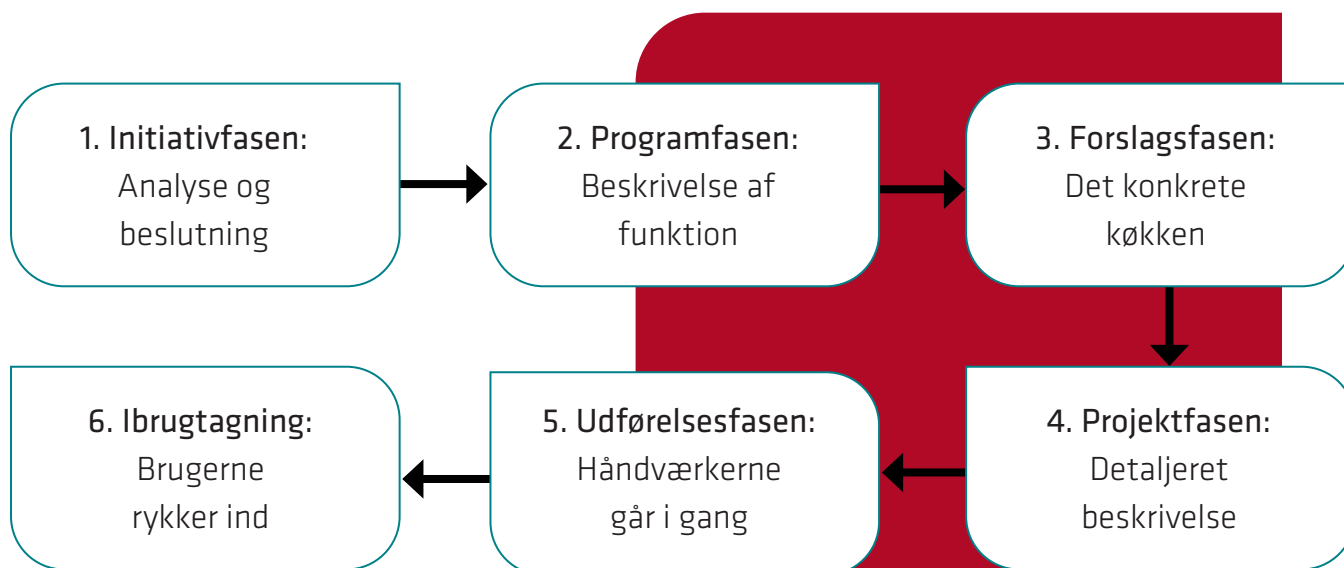 1. Initiativfasen:
Analyse og
beslutning
2. Programfasen:
Beskrivelse af
funktion
3. Forslagsfasen:
Det konkrete
køkken
4. Projektfasen:
Detaljeret
beskrivelse
5. Udførelsesfasen:
Håndværkerne
går i gang
6. Ibrugtagning:
Brugerne
rykker ind